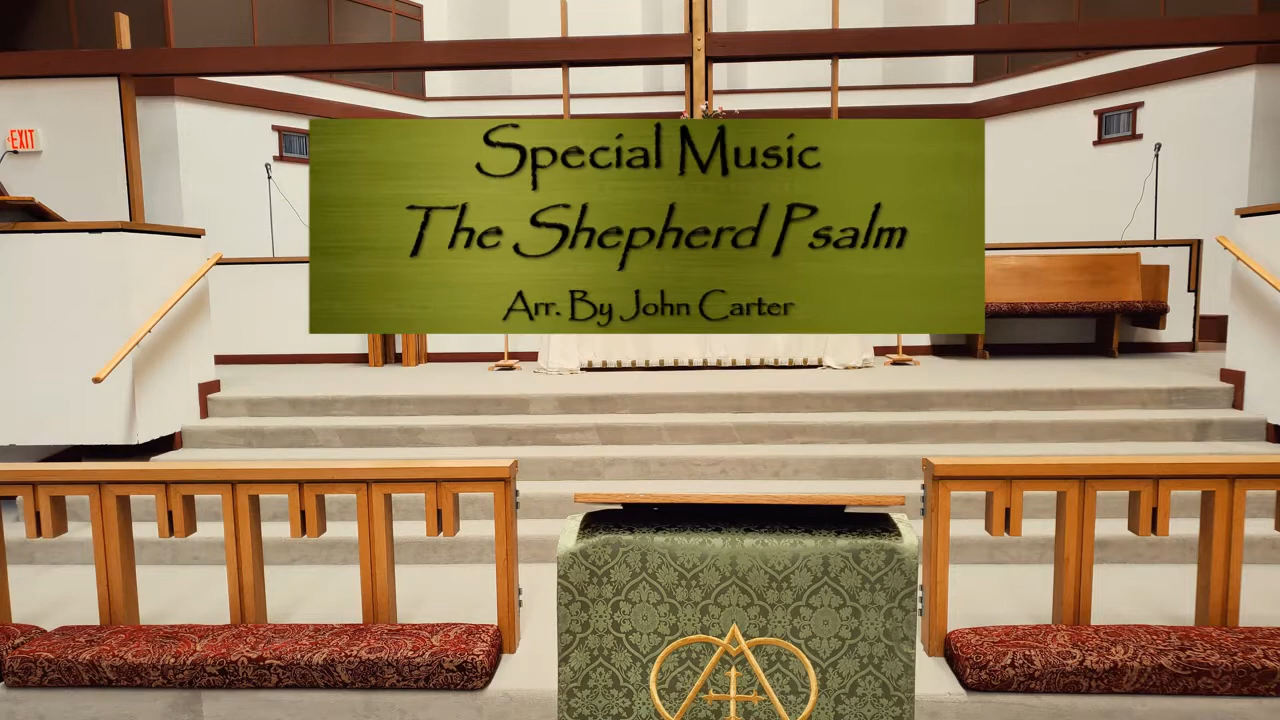 EXIT
Special Music
The Shepherd Psalm
Arr. By John Carter